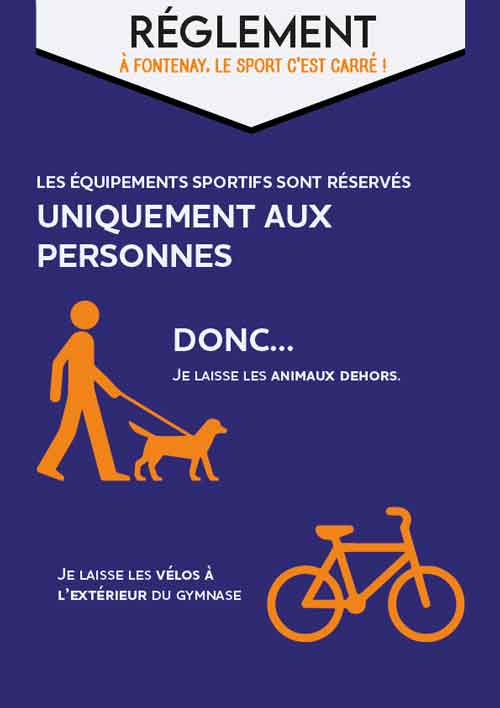 RÉGLEMENT
À FONTENAY, LE SPORT C'EST CARRÉ !
LES ÉQUIPEMENTS SPORTIFS SONT RÉSERVÉS
UNIQUEMENT AUX
PERSONNES
DONC...
JE LAISSE LES ANIMAUX DEHORS.
JE LAISSE LES VÉLOS À
L'EXTÉRIEUR DU GYMNASE